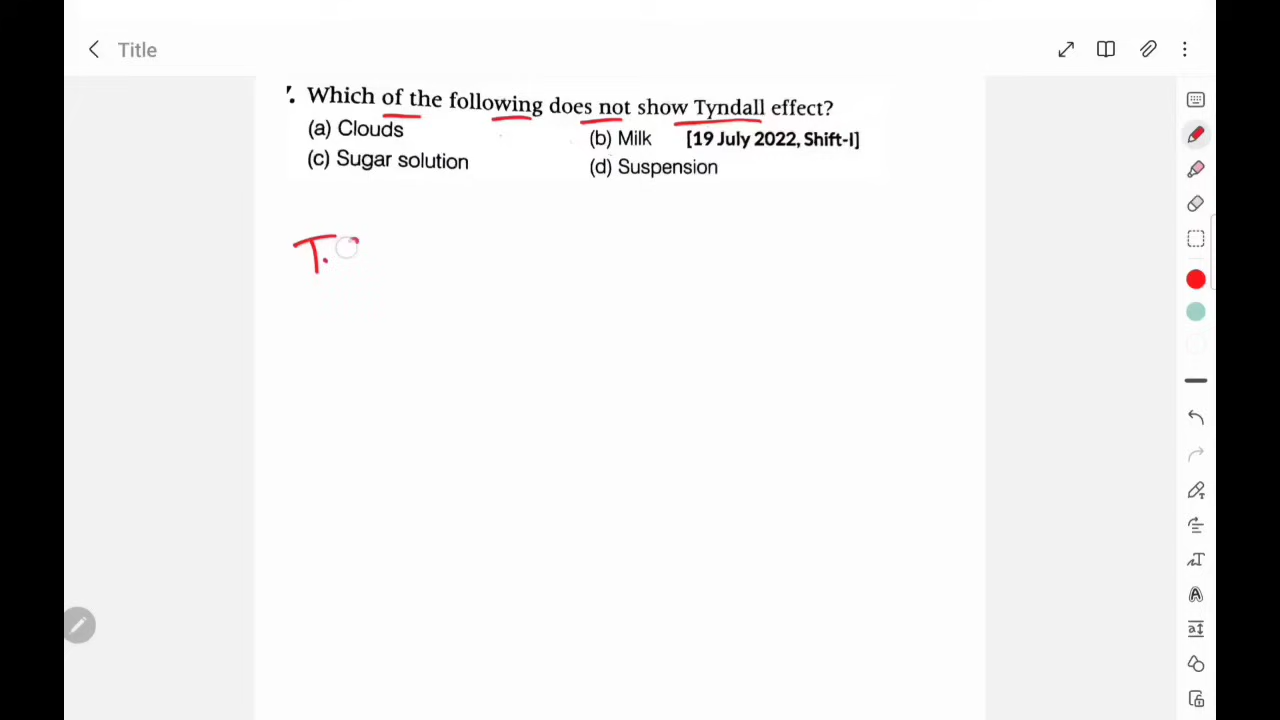 Title
. Which of the following does not show Tyndall effect?
(a) Clouds (b) Milk [19 July 2022, Shift-I]
(c) Sugar solution (d) Suspension
T.